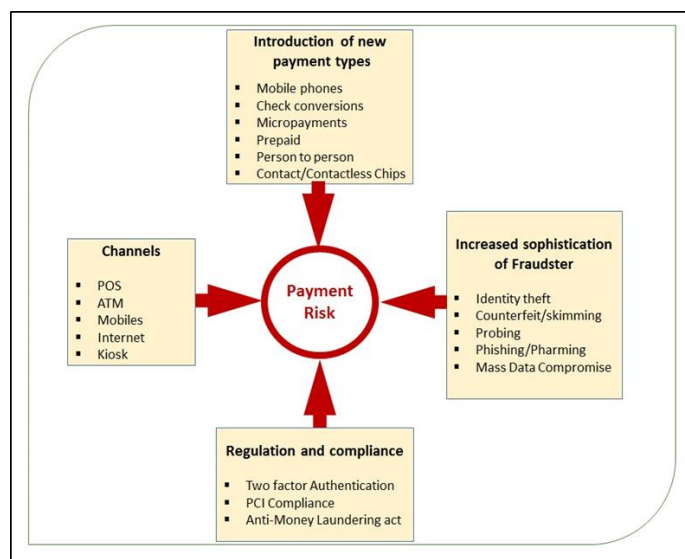 Introduction of new
payment types
Mobile phones
Check conversions
Micropayments
Prepaid
Person to person
Contact/Contactless Chips
Channels
POS
ATM
Mobiles
Internet
Kiosk
Payment
Risk
Increased sophistication
of Fraudster
Identity theft
Counterfeit/skimming
Probing
Phishing/Pharming
Mass Data Compromise
Regulation and compliance
Two factor Authentication
PCI Compliance
Anti-Money Laundering act